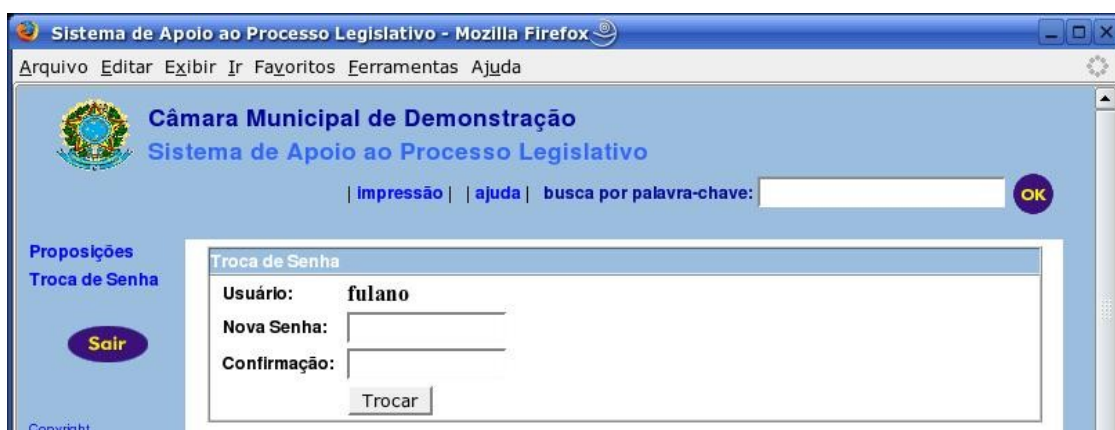 Sistema de Apoio ao Processo Legislativo - Mozilla Firefox
Arquivo Editar Exibir Ir Favoritos Ferramentas Ajuda
Câmara Municipal de Demonstração
Sistema de Apoio ao Processo Legislativo
| impressão | | ajuda | busca por palavra-chave: OK
Proposições
Troca de Senha
Sair
Troca de Senha
Usuário: fulano
Nova Senha:
Confirmação:
Trocar
Copyright